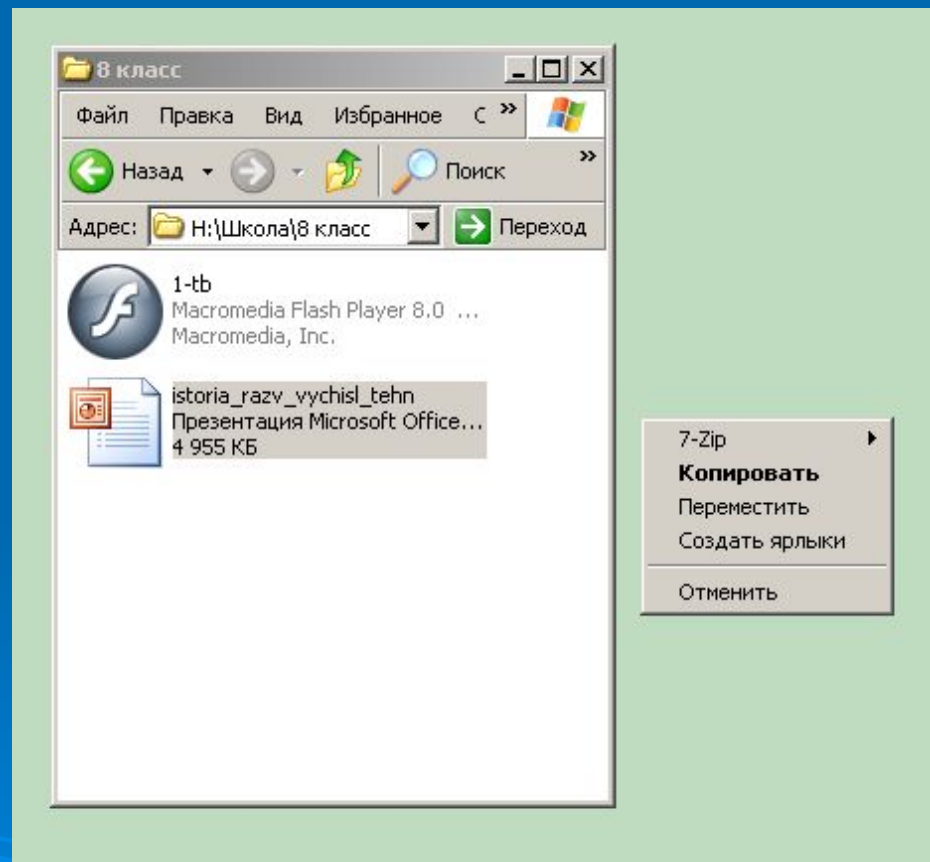 8 класс
Файл Правка Вид Избранное С »
Назад Поиск »
Адрес: H:\Школа\8 класс Переход
1-tb
Macromedia Flash Player 8.0 ...
Macromedia, Inc.
istoria_razv_vychisl_tehn
Презентация Microsoft Office...
4 955 КБ
7-Zip
Копировать
Переместить
Создать ярлыки
Отменить